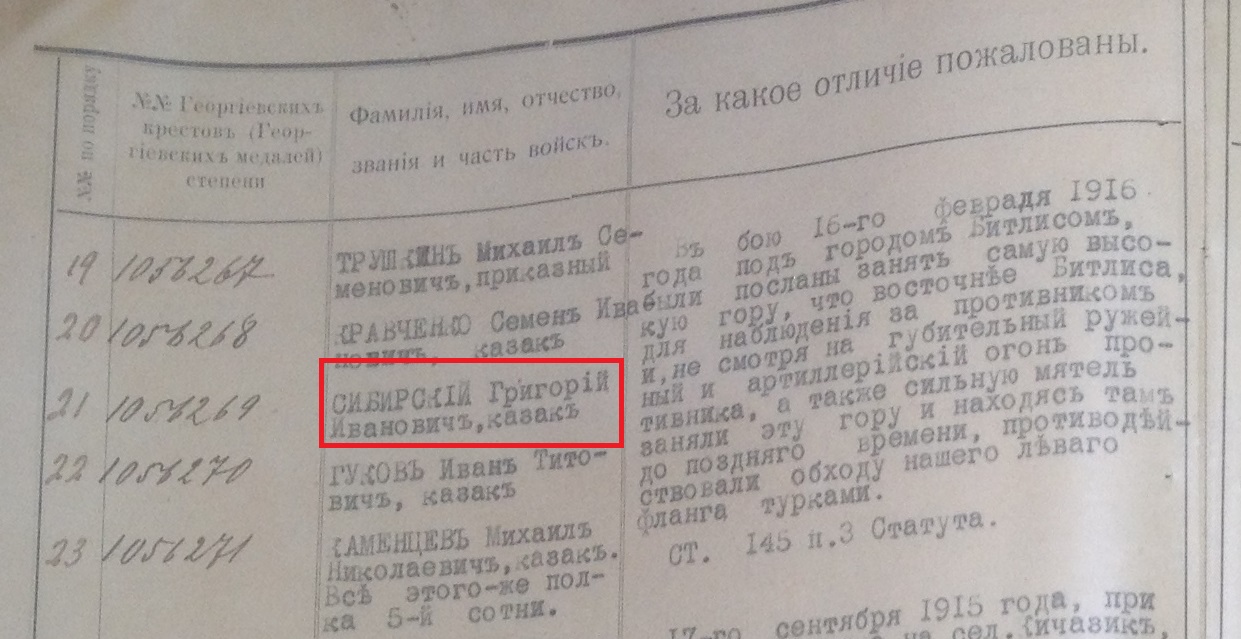 №№ по порядку
№№ Георгіевскихъ
крестовъ (Геор-
гіевскихъ медалей)
степени
Фамилія, имя, отчество,
званія и часть войскъ.
За какое отличіе пожалованы.
19
1056267
ТРУШКИНЪ Михаилъ Се-
меновичъ, приказный
20
1056268
КРАВЧЕНКО Семенъ Ива
новичъ, казакъ
21
1056269
СИБИРСКІЙ Григорій
Ивановичъ, казакъ
22
1056270
ГУКОВЪ Иванъ Тито-
вичъ, казакъ
23
1056271
КАМЕНЦЕВЪ Михаилъ
Николаевичъ, казакъ.
Всѣ этого-же пол-
ка 5-й сотни.
Въ бою 16-го февраля 1916
года подъ городомъ Битлисомъ,
были посланы занять самую высо-
кую гору, что восточнѣе Битлиса,
для наблюденія за противникомъ
и, не смотря на губительный ружей-
ный и артиллерійскій огонь про-
тивника, а также сильную мятель
заняли эту гору и находясь тамъ
до поздняго времени, противодѣй-
ствовали обходу нашего лѣваго
фланга турками.
СТ. 145 п.3 Статута.
17-го сентября 1915 года, при
на сел.